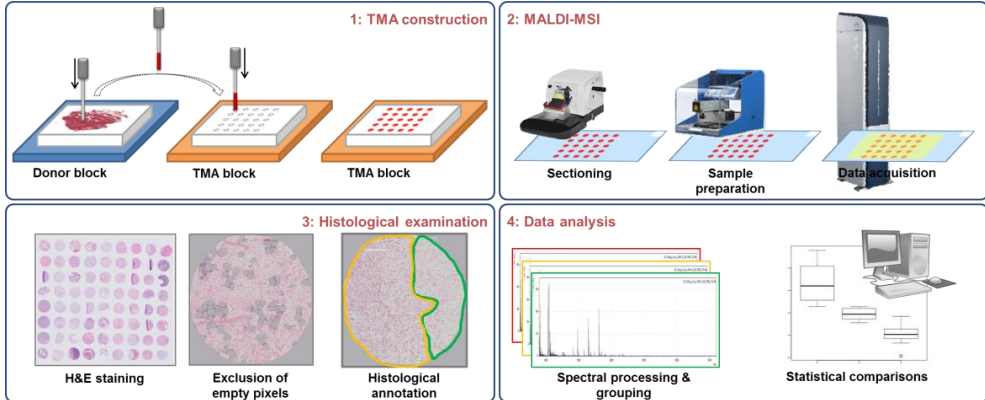 1: TMA construction
Donor block
TMA block
TMA block
2: MALDI-MSI
Sectioning
Sample
preparation
Data acquisition
3: Histological examination
H&E staining
Exclusion of
empty pixels
Histological
annotation
4: Data analysis
Spectral processing &
grouping
Statistical comparisons